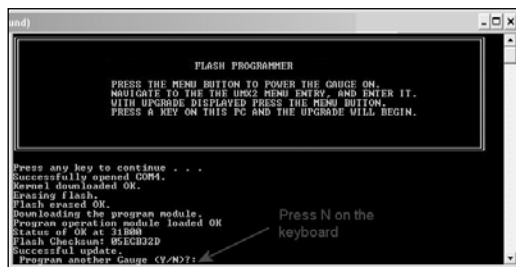 und)
FLASH PROGRAMMER
PRESS THE MENU BUTTON TO POWER THE GAUGE ON.
NAVIGATE TO THE THE UMX2 MENU ENTRY, AND ENTER IT.
WITH UPGRADE DISPLAYED PRESS THE MENU BUTTON.
PRESS A KEY ON THIS PC AND THE UPGRADE WILL BEGIN.
Press any key to continue . . .
Successfully opened COM4.
Kernel downloaded OK.
Erasing flash.
Flash erased OK.
Downloading the program module.
Program operation module loaded OK
Status of OK at 31B00
Flash Checksum: 05ECB32D
Successful update.
Program another Gauge (Y/N)?:
Press N on the
keyboard